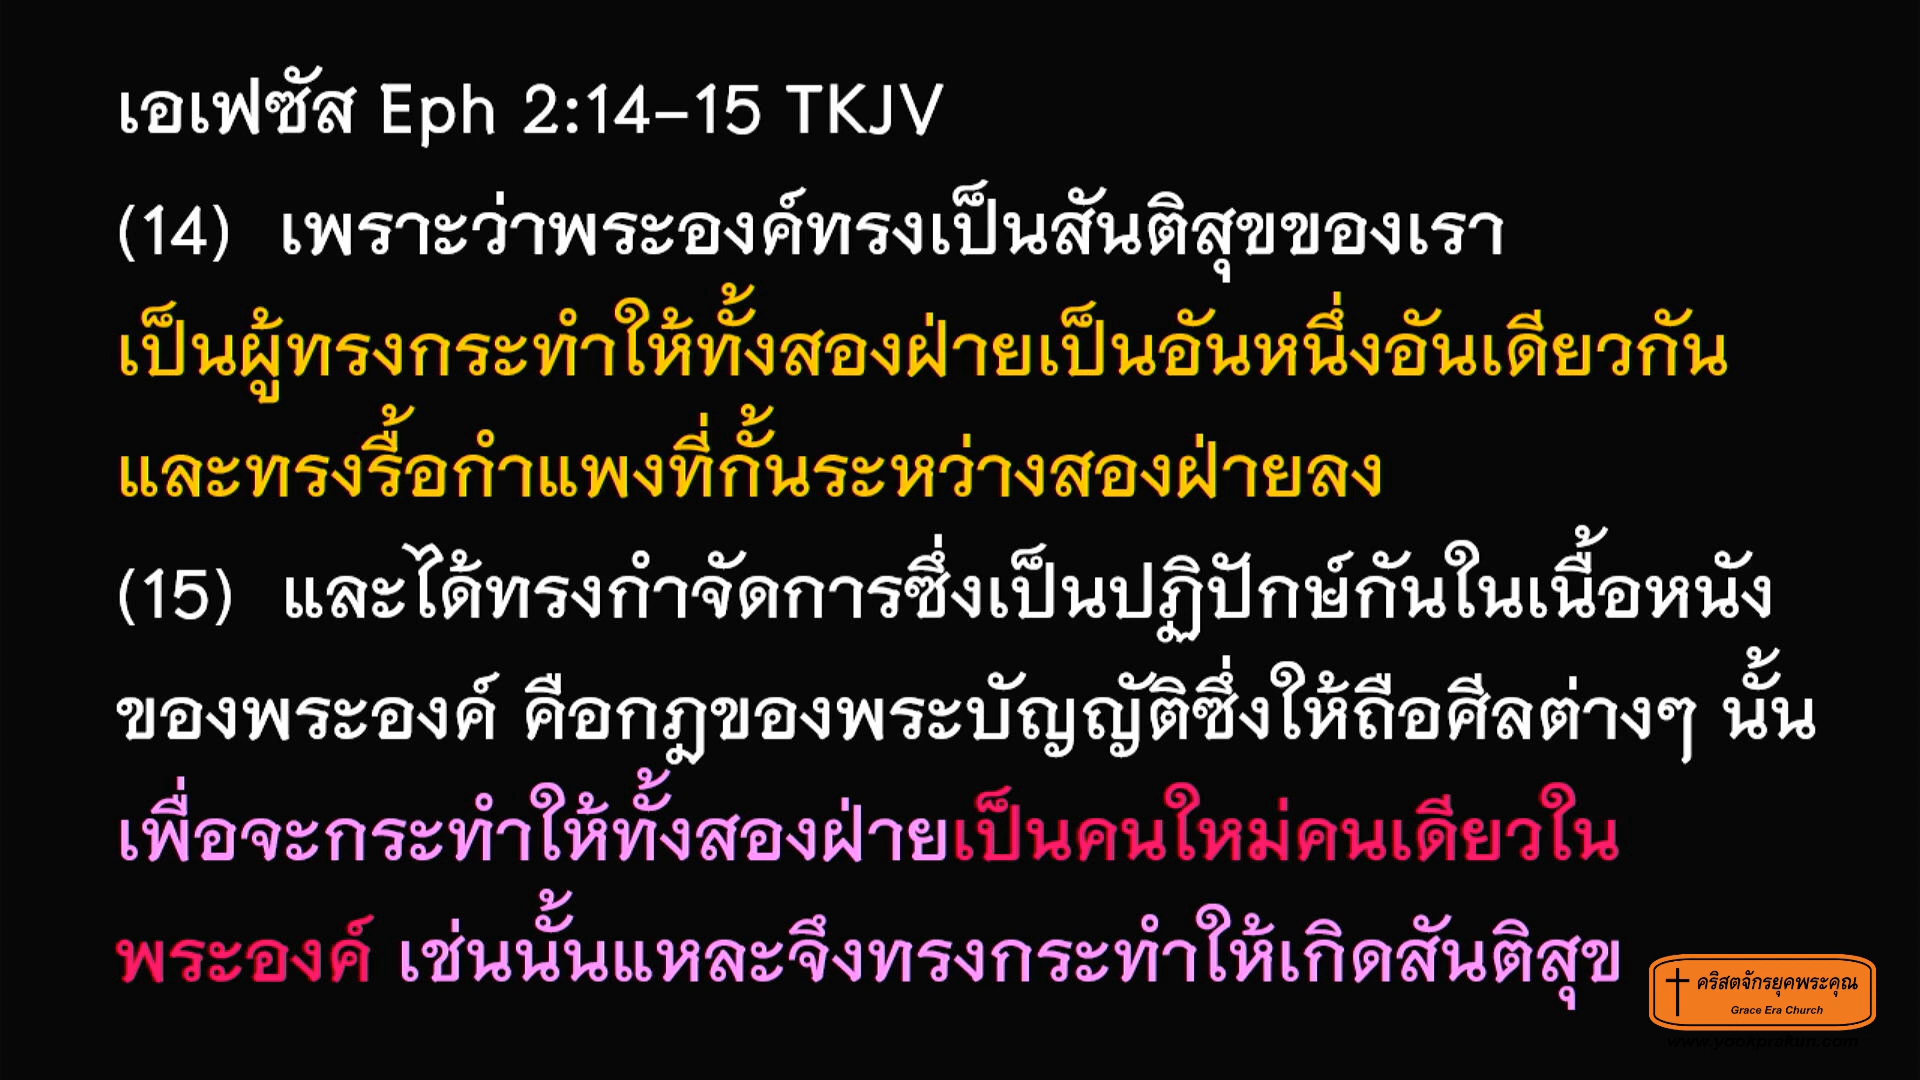 เอเฟซัส Eph 2:14-15 TKJV
(14) เพราะว่าพระองค์ทรงเป็นสันติสุขของเรา
เป็นผู้ทรงกระทำให้ทั้งสองฝ่ายเป็นอันหนึ่งอันเดียวกัน
และทรงรื้อกำแพงที่กั้นระหว่างสองฝ่ายลง
(15) และได้ทรงกำจัดการซึ่งเป็นปฏิปักษ์กันในเนื้อหนัง
ของพระองค์ คือกฎของพระบัญญัติซึ่งให้ถือศีลต่างๆ นั้น
เพื่อจะกระทำให้ทั้งสองฝ่ายเป็นคนใหม่คนเดียวใน
พระองค์ เช่นนั้นแหละจึงทรงกระทำให้เกิดสันติสุข
คริสตจักรยุคพระคุณ
Grace Era Church
www.yookprakun.com